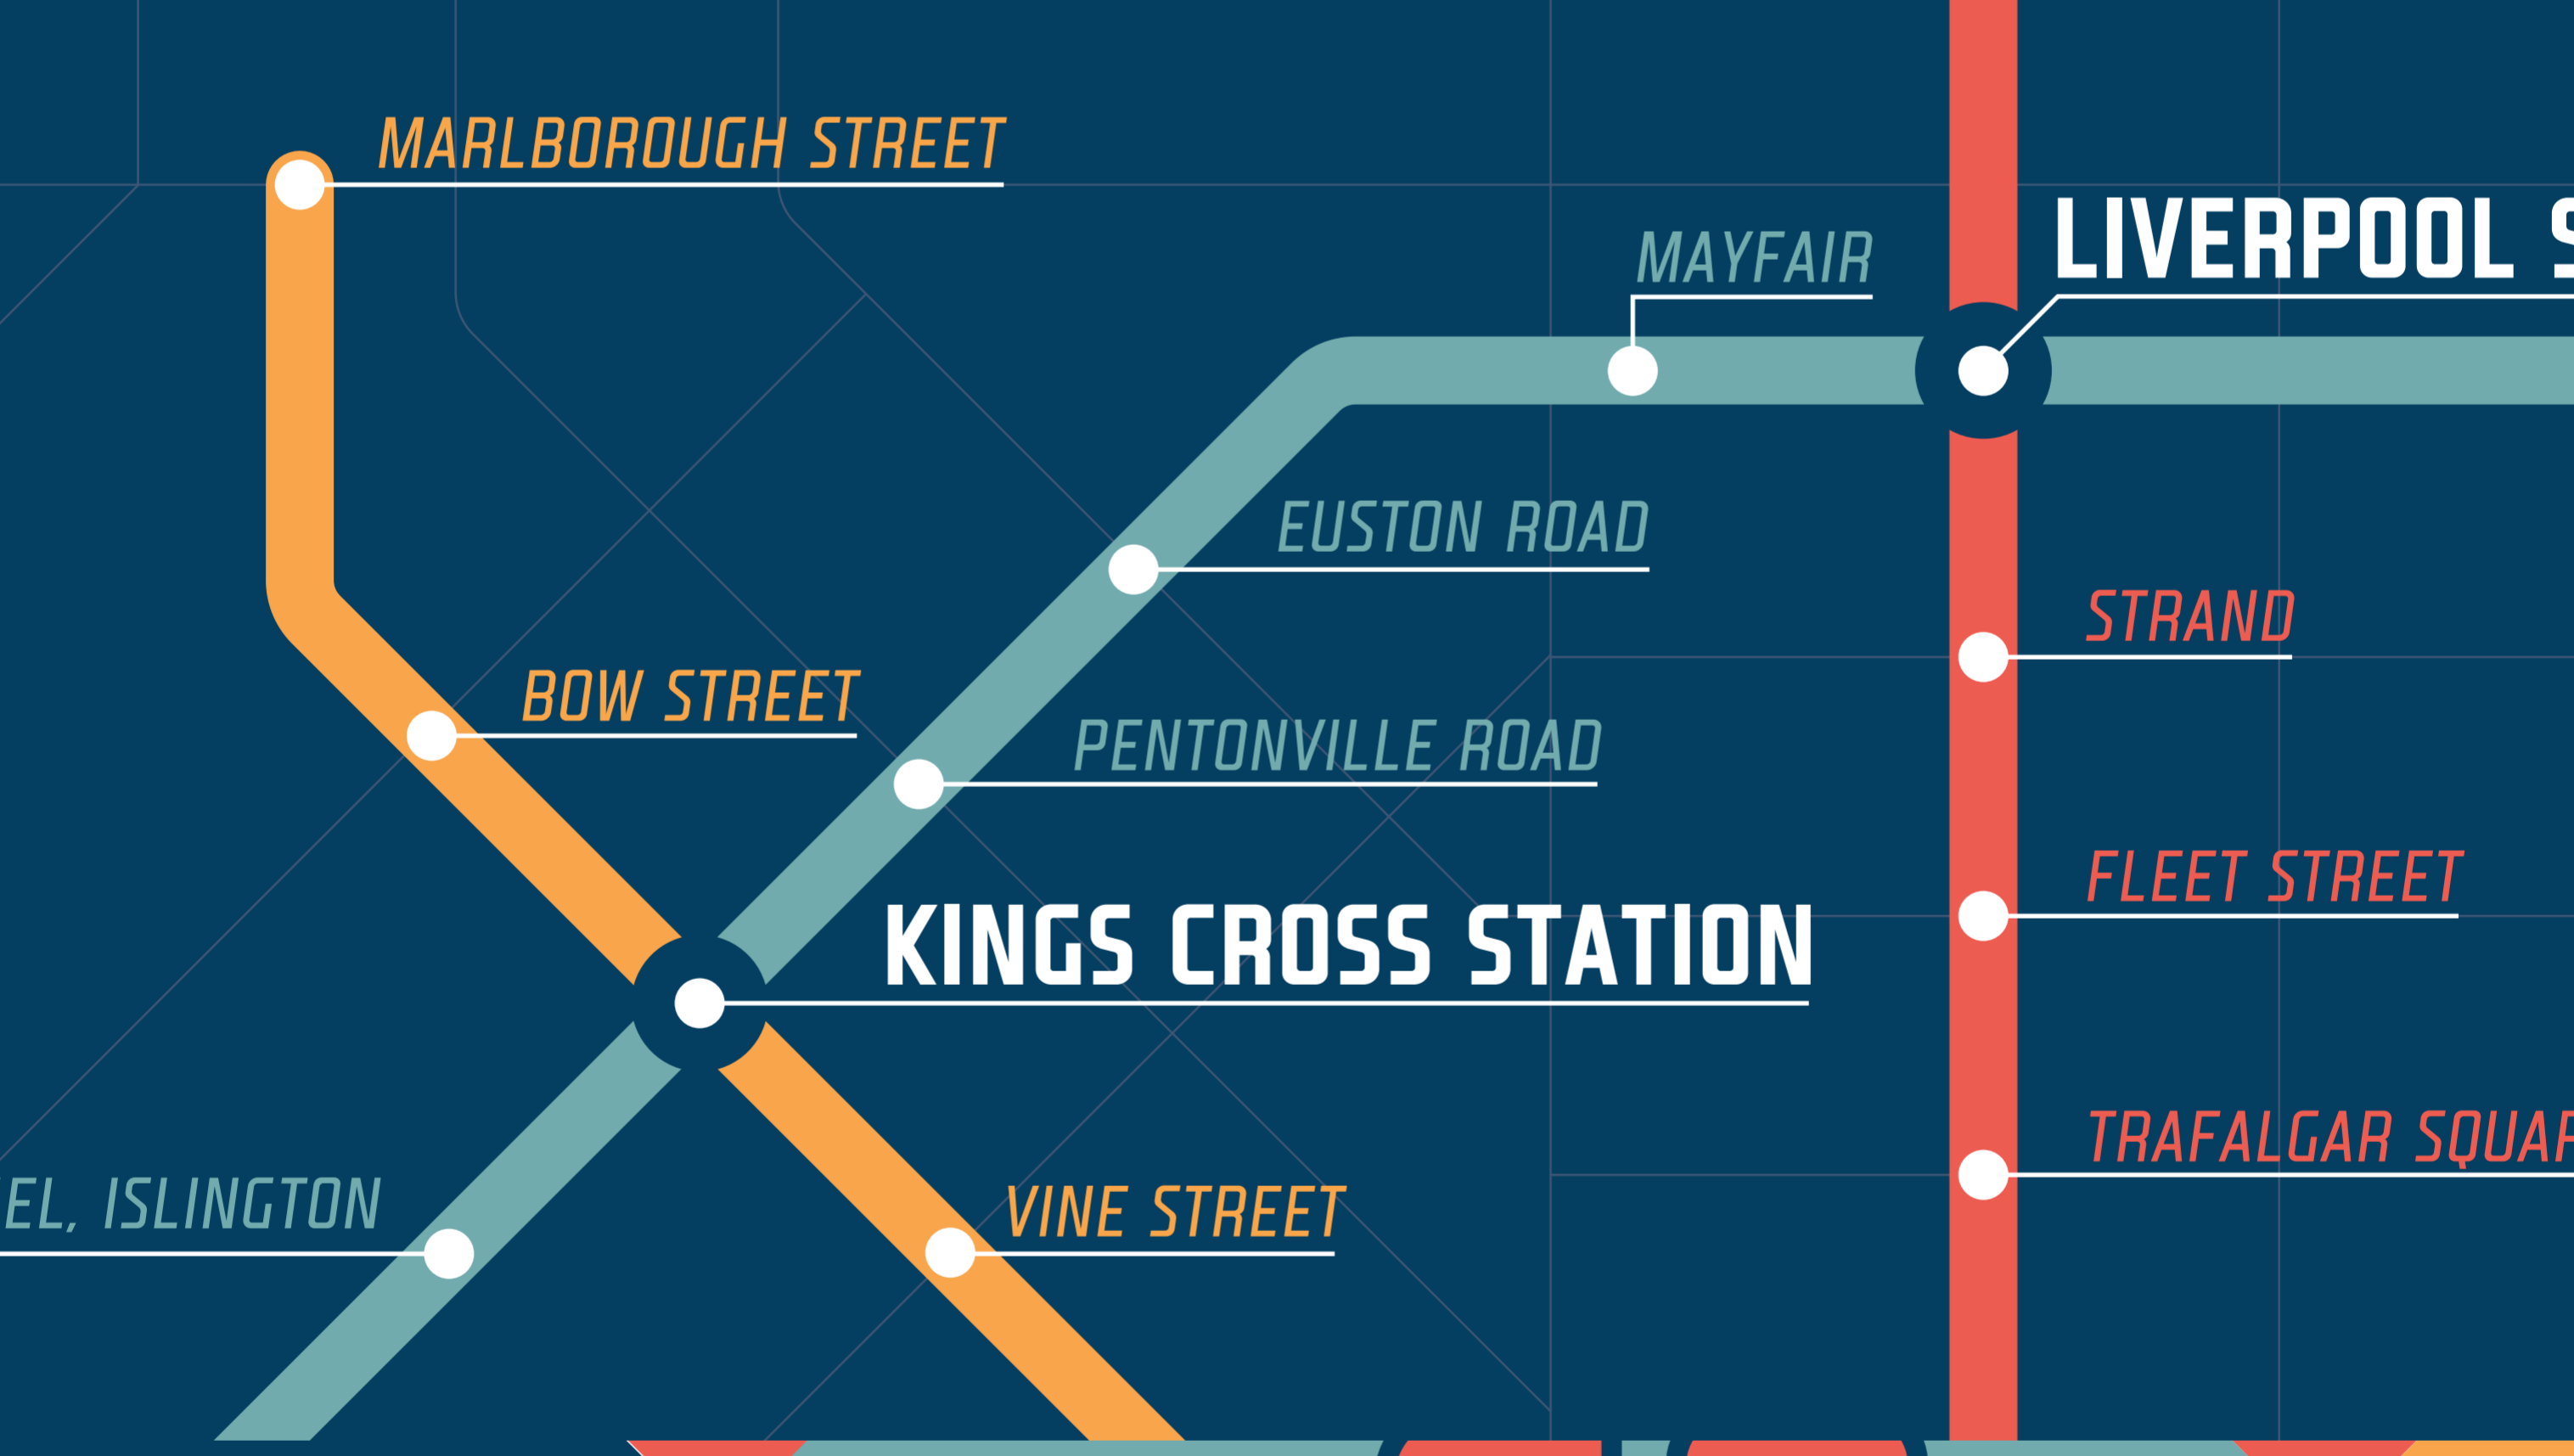 MARLBOROUGH STREET
LIVERPOOL
MAYFAIR
EUSTON ROAD
STRAND
BOW STREET
PENTONVILLE ROAD
FLEET STREET
KINGS CROSS STATION
TRAFALGAR
ISLINGTON
VINE STREET